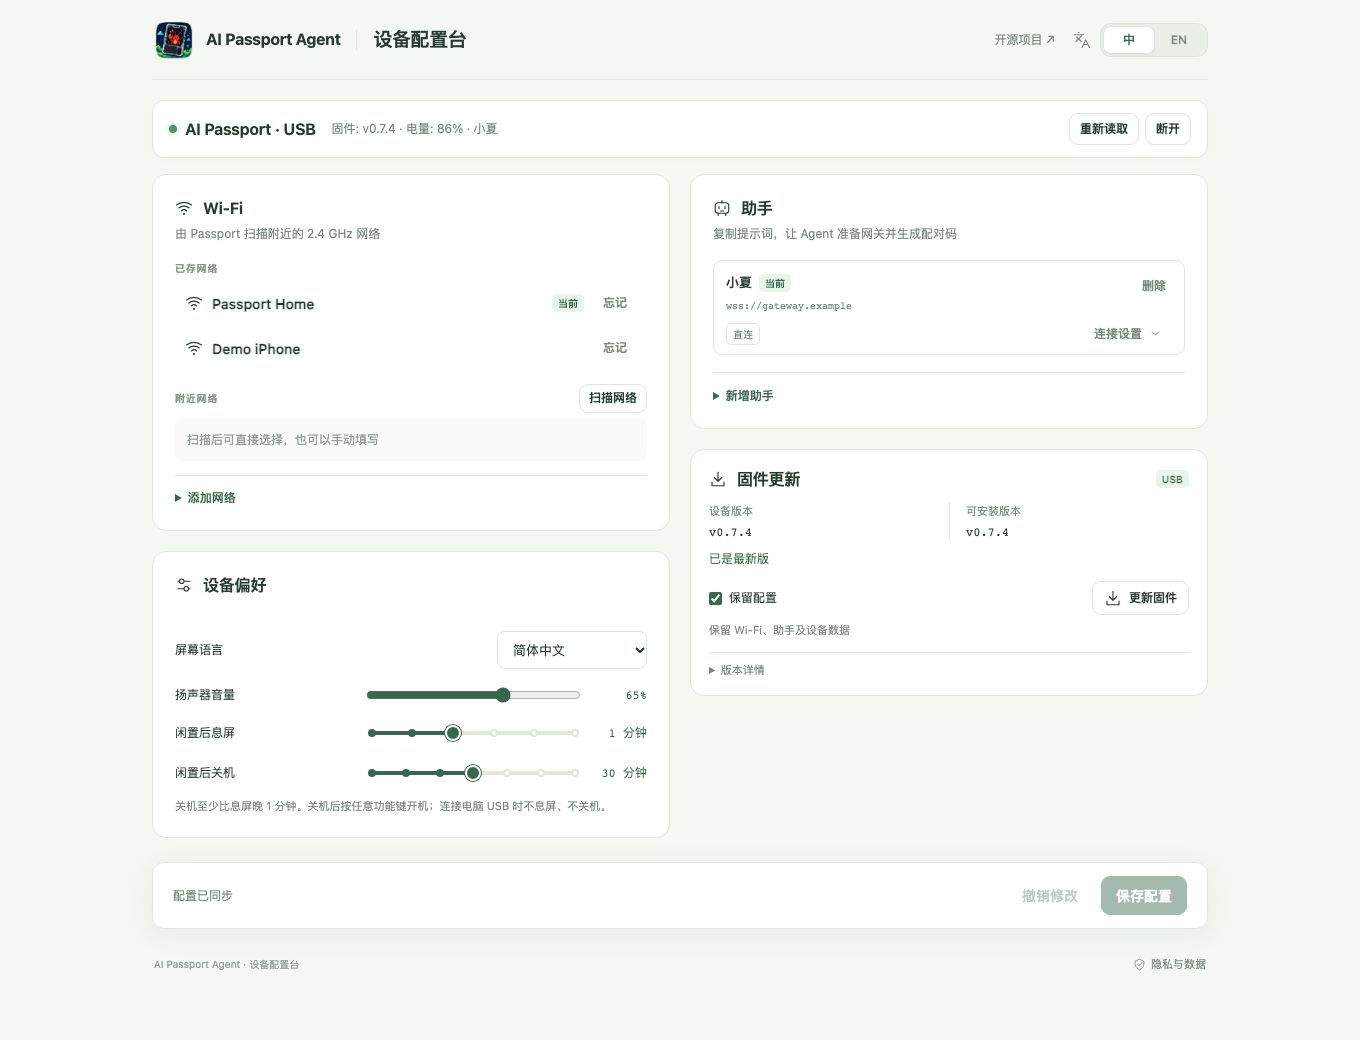 AI Passport Agent
设备配置台
开源项目
中
EN
AI Passport · USB
固件: v0.7.4 · 电量: 86% · 小夏
重新读取
断开
Wi-Fi
由 Passport 扫描附近的 2.4 GHz 网络
已存网络
Passport Home
当前
忘记
Demo iPhone
忘记
附近网络
扫描网络
扫描后可直接选择，也可以手动填写
添加网络
设备偏好
屏幕语言
简体中文
扬声器音量
65%
闲置后息屏
1 分钟
闲置后关机
30 分钟
关机至少比息屏晚 1 分钟。关机后按任意功能键开机；连接电脑 USB 时不息屏、不关机。
助手
复制提示词，让 Agent 准备网关并生成配对码
小夏
当前
删除
wss://gateway.example
直连
连接设置
新增助手
固件更新
USB
设备版本
v0.7.4
可安装版本
v0.7.4
已是最新版
保留配置
更新固件
保留 Wi-Fi、助手及设备数据
版本详情
配置已同步
撤销修改
保存配置
AI Passport Agent · 设备配置台
隐私与数据